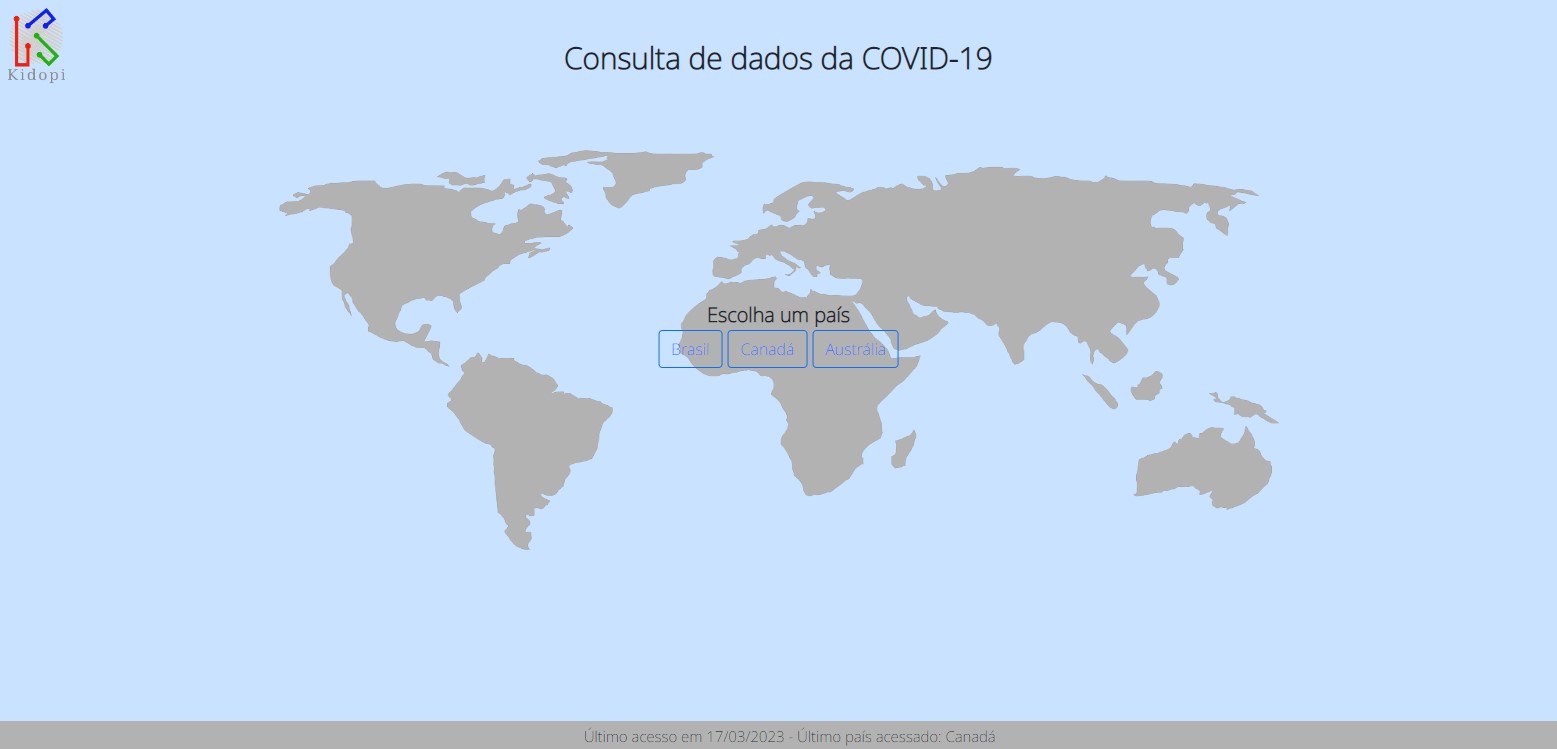 Kidopi
Consulta de dados da COVID-19
Escolha um país
Brasil Canadá Austrália
Último acesso em 17/03/2023 - Último país acessado: Canadá